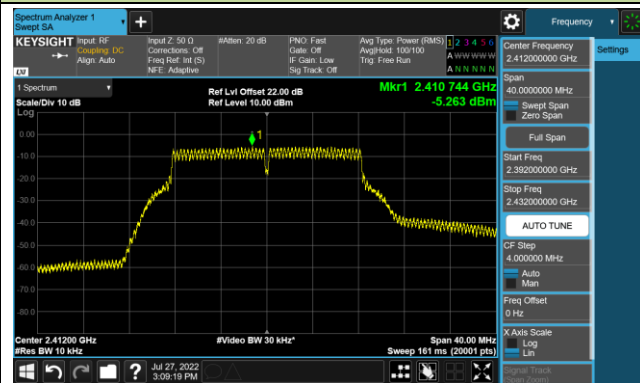 Spectrum Analyzer 1
Swept SA
Frequency
KEYSIGHT
Input: RF
Coupling: DC
Align: Auto
Input Z: 50 Ω
Corrections: Off
Freq Ref: Int (S)
NFE: Adaptive
#Atten: 20 dB
PNO: Fast
Gate: Off
IF Gain: Low
Sig Track: Off
Avg Type: Power (RMS)
Avg|Hold: 100/100
Trig: Free Run
1 2 3 4 5 6
A W W W W W
A N N N N N
LXI
Center Frequency
2.412000000 GHz
Settings
Span
40.0000000 MHz
Swept Span
Zero Span
Full Span
Start Freq
2.392000000 GHz
Stop Freq
2.432000000 GHz
AUTO TUNE
CF Step
4.000000 MHz
Auto
Man
Freq Offset
0 Hz
X Axis Scale
Log
Lin
Signal Track
(Span Zoom)
1 Spectrum
Scale/Div 10 dB
Log
Ref Lvl Offset 22.00 dB
Ref Level 10.00 dBm
Mkr1 2.410 744 GHz
-5.263 dBm
1
0.00
-10.0
-20.0
-30.0
-40.0
-50.0
-60.0
-70.0
-80.0
Center 2.41200 GHz
#Res BW 10 kHz
#Video BW 30 kHz*
Span 40.00 MHz
Sweep 161 ms (20001 pts)
Jul 27, 2022
3:09:19 PM